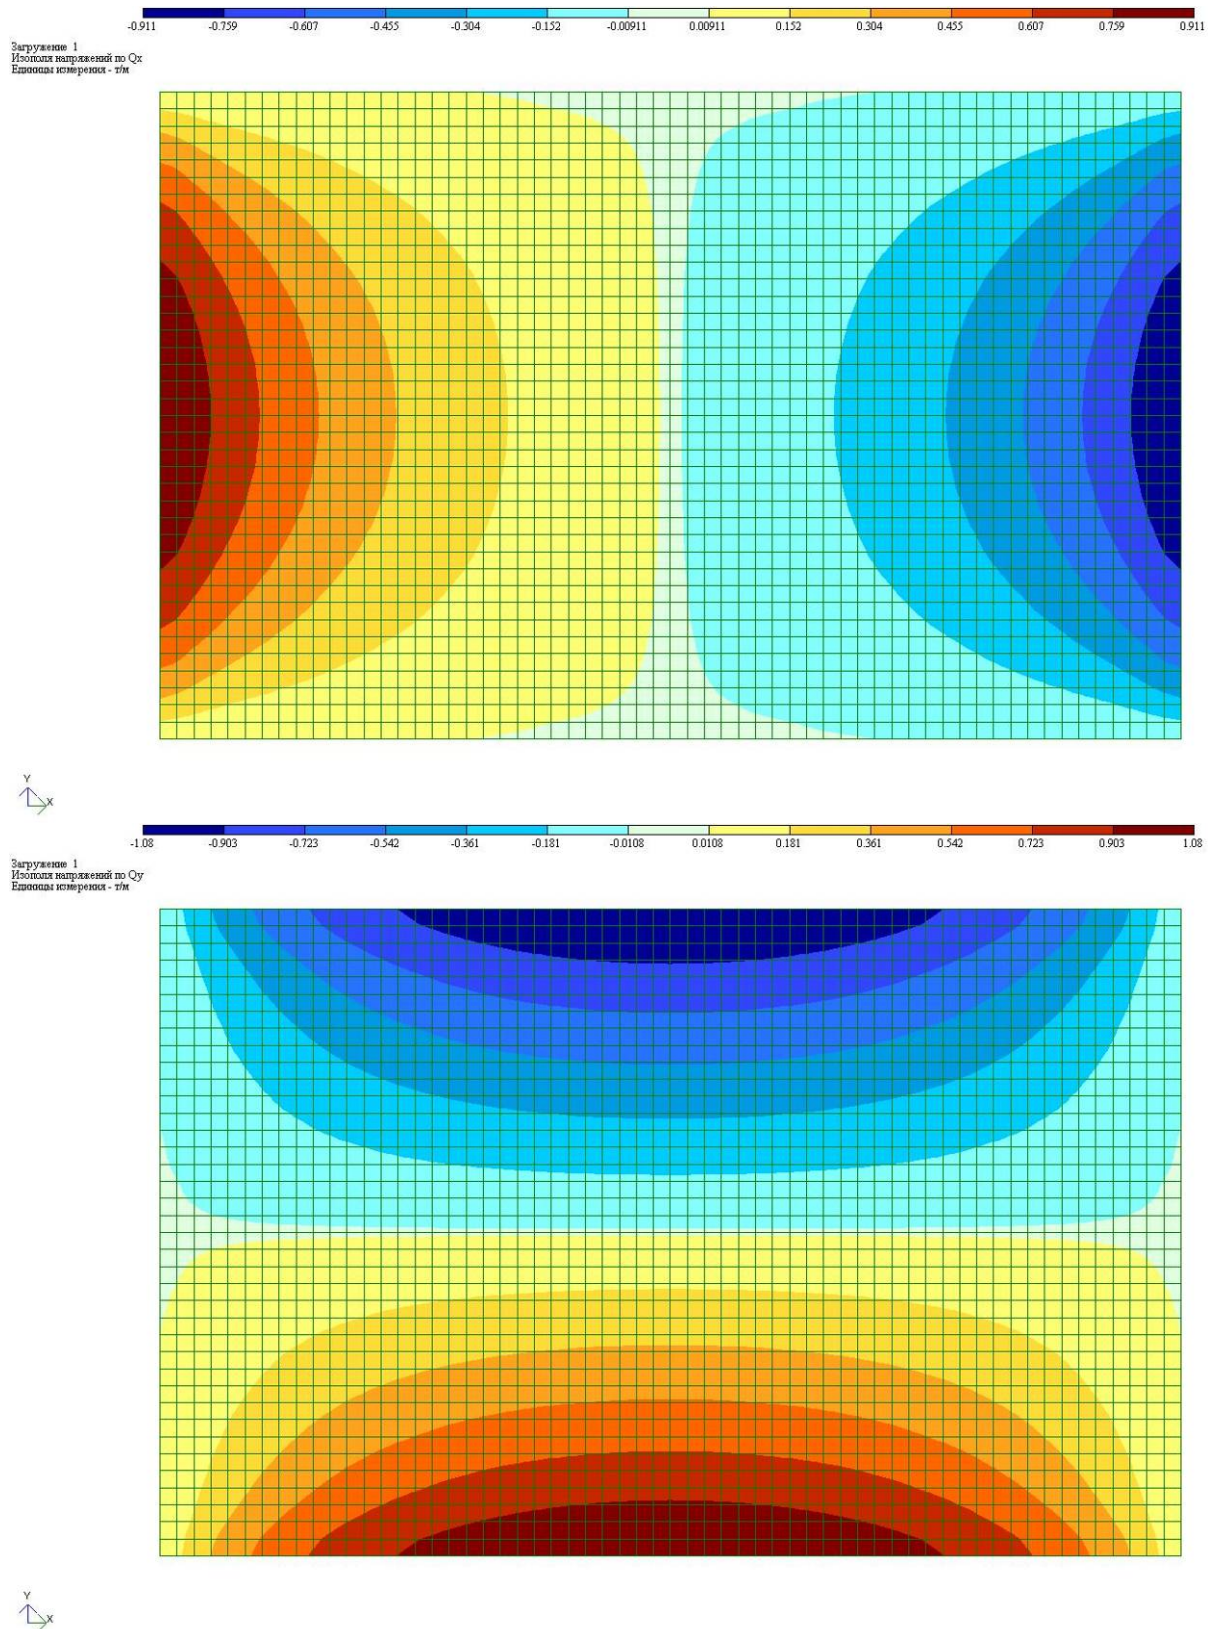 -0.911 -0.759 -0.607 -0.455 -0.304 -0.152 -0.00911 0.00911 0.152 0.304 0.455 0.607 0.759 0.911
Загружение 1
Изополя напряжений по Qx
Единицы измерения - т/м
Y
X
-1.08 -0.903 -0.723 -0.542 -0.361 -0.181 -0.0108 0.0108 0.181 0.361 0.542 0.723 0.903 1.08
Загружение 1
Изополя напряжений по Qy
Единицы измерения - т/м
Y
X